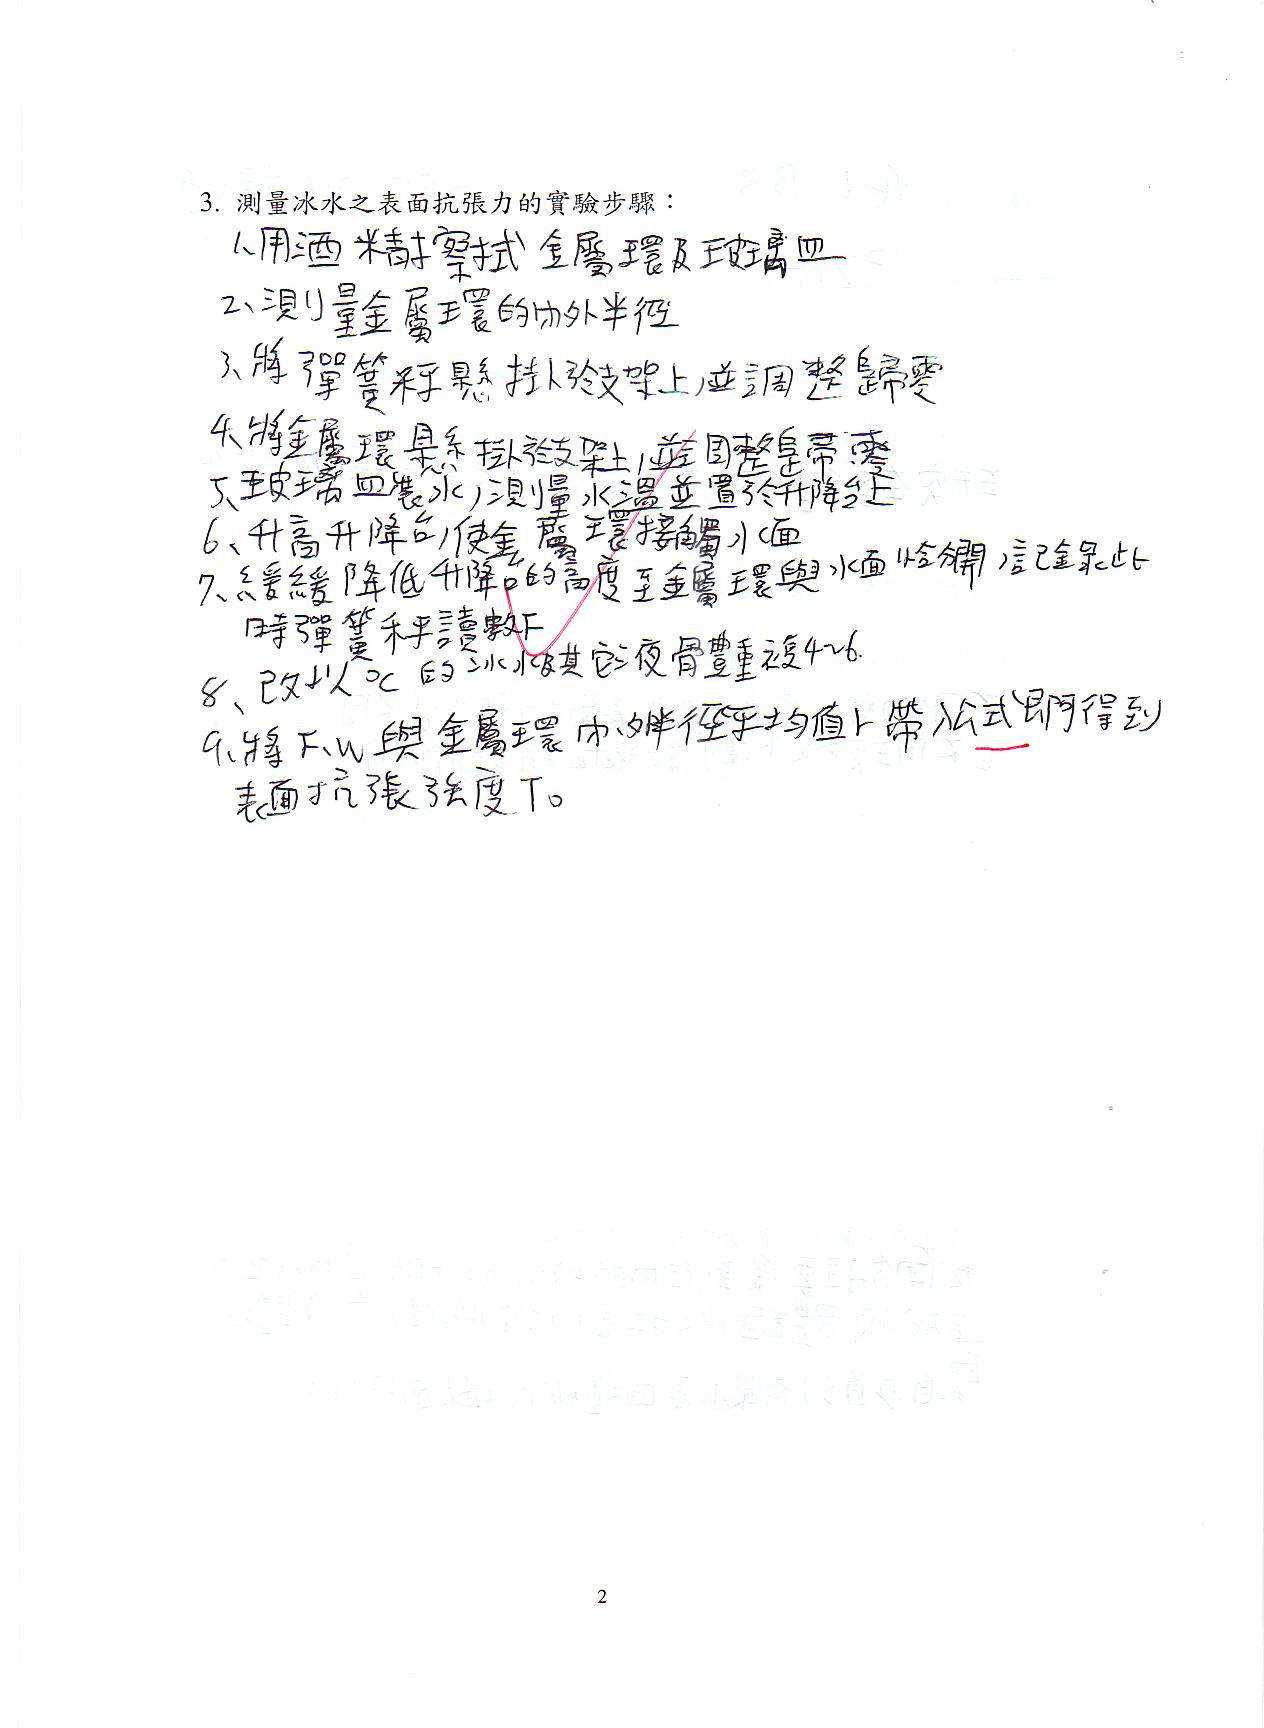 3. 測量冰水之表面抗張力的實驗步驟：
1、用酒精擦拭金屬環及玻璃皿
2、測量金屬環的內外半徑
3、將彈簧秤懸掛於支架上，並調整歸零
4、將金屬環懸掛於支架上，並調整歸零
5、玻璃皿裝水，測量水溫並置於升降台上
6、升高升降台，使金屬環接觸水面
7、緩緩降低升降台的高度至金屬環與水面恰分開，記錄此
時彈簧秤讀數F
8、改以0℃的冰水及其它液體重複4~6.
9、將F、W與金屬環內、外半徑平均值r帶入公式即可得到
表面抗張強度T。
2